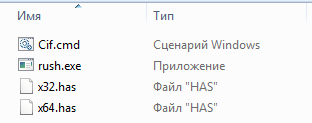 Имя Тип
Cif.cmd Сценарий Windows
rush.exe Приложение
x32.has Файл "HAS"
x64.has Файл "HAS"